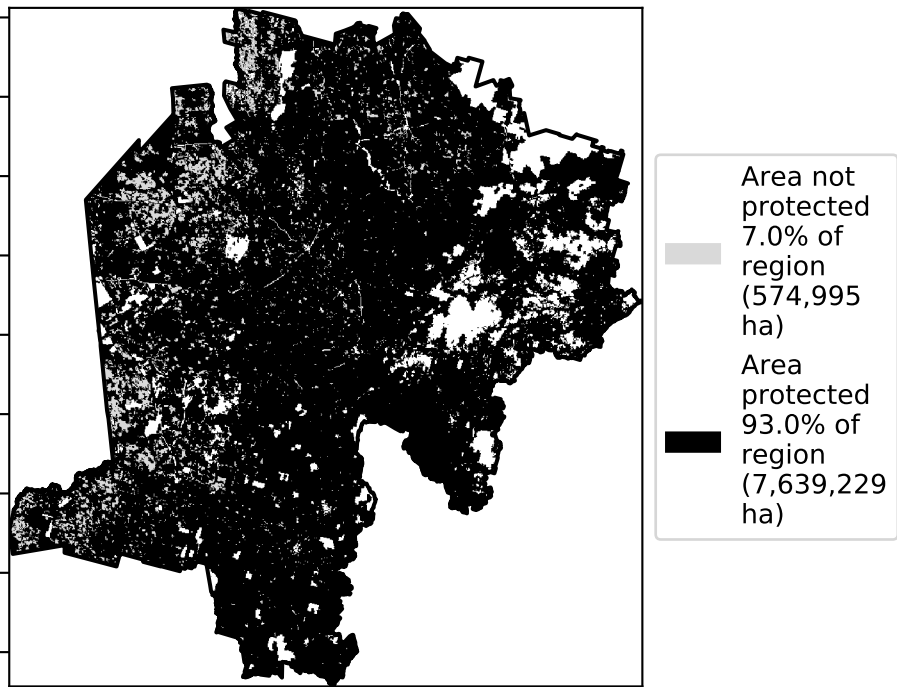 Area not
protected
7.0% of
region
(574,995
ha)
Area
protected
93.0% of
region
(7,639,229
ha)